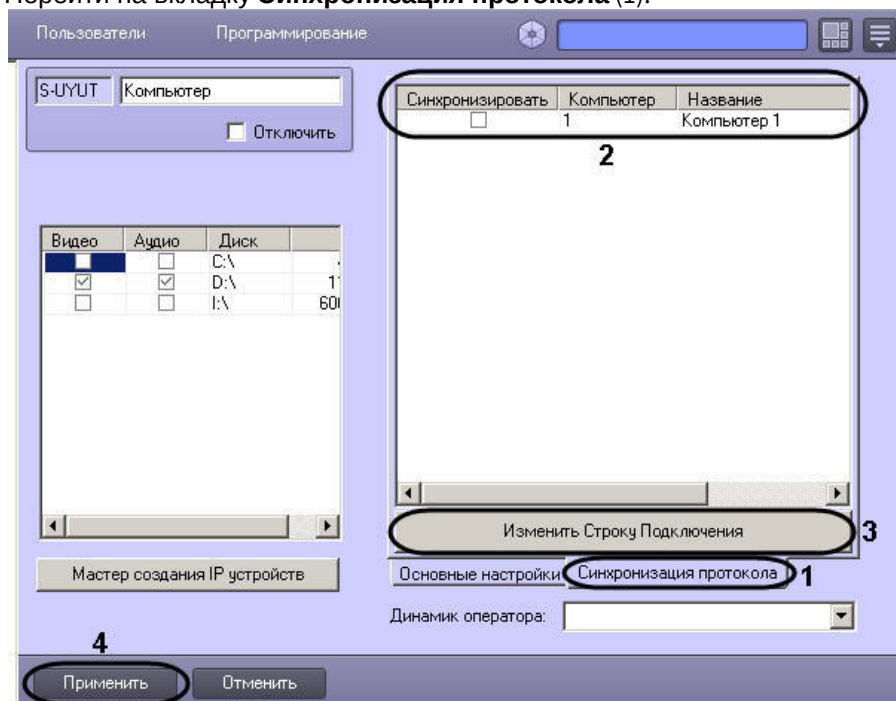 Перейти на вкладку Синхронизация протокола (1).
Пользователи Программирование
S-UYUT Компьютер
Отключить
Синхронизировать Компьютер Название
1 Компьютер 1
2
Видео Аудио Диск
C:\
D:\ 1
I:\ 60
Изменить Строку Подключения 3
Мастер создания IP устройств
Основные настройки Синхронизация протокола 1
Динамик оператора:
4
Применить Отменить